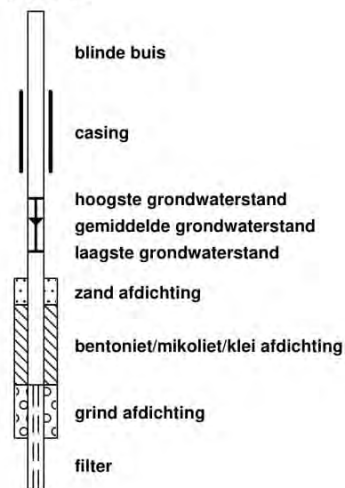 blinde buis
casing
hoogste grondwaterstand
gemiddelde grondwaterstand
laagste grondwaterstand
zand afdichting
bentoniet/mikoliet/klei afdichting
grind afdichting
filter